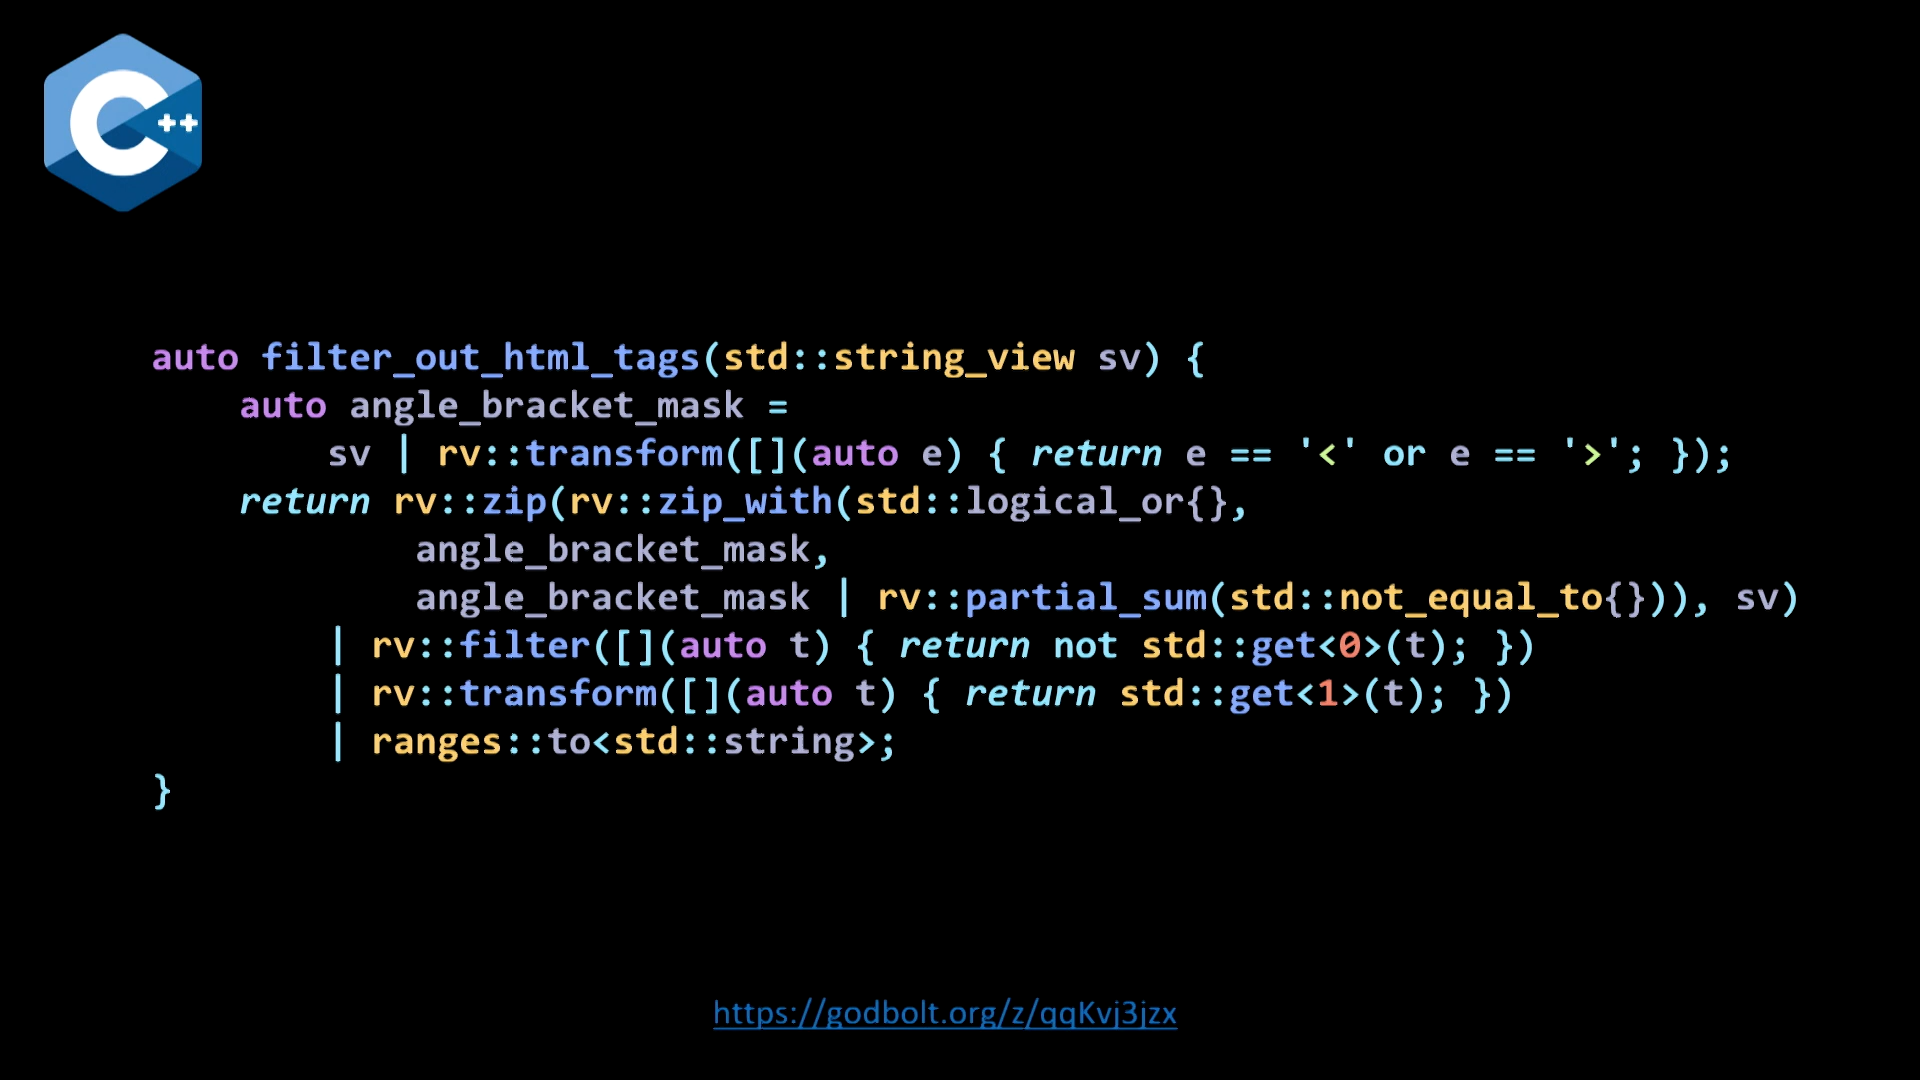 C++
auto filter_out_html_tags(std::string_view sv) {
    auto angle_bracket_mask =
        sv | rv::transform([](auto e) { return e == '<' or e == '>'; });
    return rv::zip(rv::zip_with(std::logical_or{},
            angle_bracket_mask,
            angle_bracket_mask | rv::partial_sum(std::not_equal_to{})), sv)
        | rv::filter([](auto t) { return not std::get<0>(t); })
        | rv::transform([](auto t) { return std::get<1>(t); })
        | ranges::to<std::string>;
}
https://godbolt.org/z/qqKvj3jzx